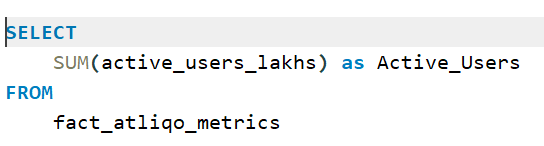 SELECT
SUM(active_users_lakhs) as Active_Users
FROM
fact_atliqo_metrics